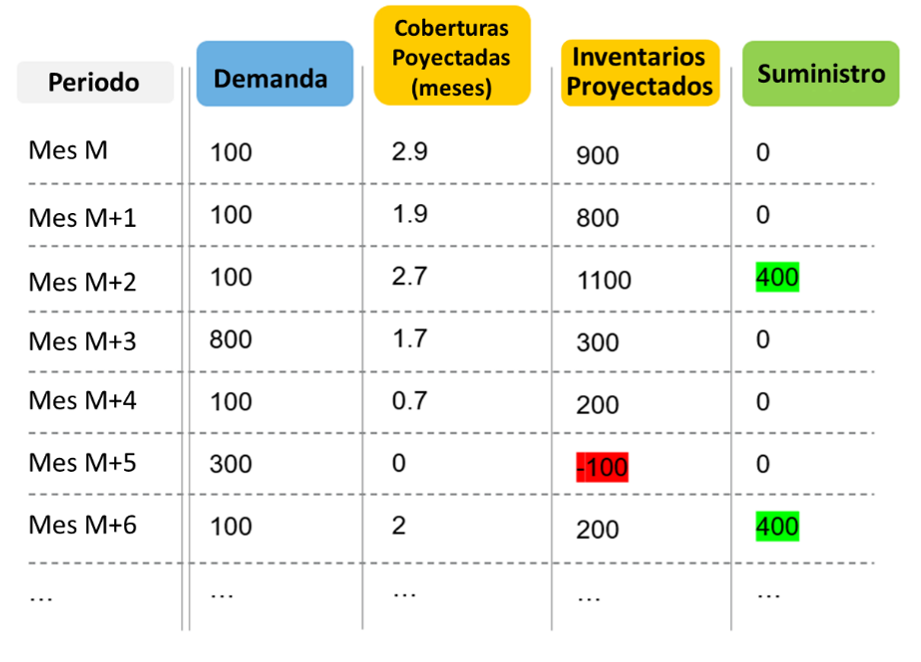 Periodo
Demanda
Coberturas
Poyectadas
(meses)
Inventarios
Proyectados
Suministro
Mes M 100 2.9 900 0
Mes M+1 100 1.9 800 0
Mes M+2 100 2.7 1100 400
Mes M+3 800 1.7 300 0
Mes M+4 100 0.7 200 0
Mes M+5 300 0 -100 0
Mes M+6 100 2 200 400
... ... ... ... ...